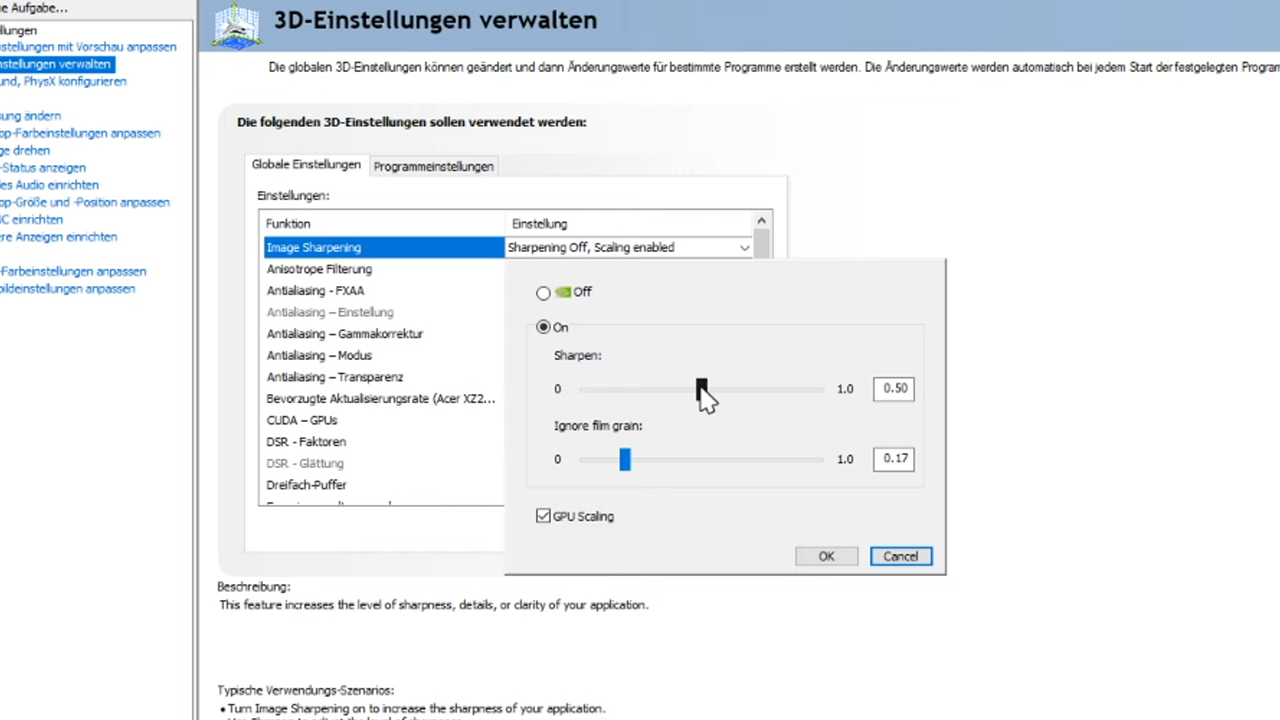 e Aufgabe...
llungen
nstellungen mit Vorschau anpassen
nstellungen verwalten
und, PhysX konfigurieren
sung ändern
op-Farbeinstellungen anpassen
ge drehen
-Status anzeigen
les Audio einrichten
op-Größe und -Position anpassen
C einrichten
re Anzeigen einrichten
-Farbeinstellungen anpassen
bildeinstellungen anpassen
3D-Einstellungen verwalten
Die globalen 3D-Einstellungen können geändert und dann Änderungswerte für bestimmte Programme erstellt werden. Die Änderungswerte werden automatisch bei jedem Start der festgelegten Program
Die folgenden 3D-Einstellungen sollen verwendet werden:
Globale Einstellungen Programmeinstellungen
Einstellungen:
Funktion Einstellung
Image Sharpening Sharpening Off, Scaling enabled
Anisotrope Filterung
Antialiasing - FXAA
Antialiasing – Einstellung
Antialiasing – Gammakorrektur
Antialiasing – Modus
Antialiasing – Transparenz
Bevorzugte Aktualisierungsrate (Acer XZ2...
CUDA – GPUs
DSR - Faktoren
DSR - Glättung
Dreifach-Puffer
Off
On
Sharpen:
0 1.0 0.50
Ignore film grain:
0 1.0 0.17
GPU Scaling
OK Cancel
Beschreibung:
This feature increases the level of sharpness, details, or clarity of your application.
Typische Verwendungs-Szenarios:
• Turn Image Sharpening on to increase the sharpness of your application.